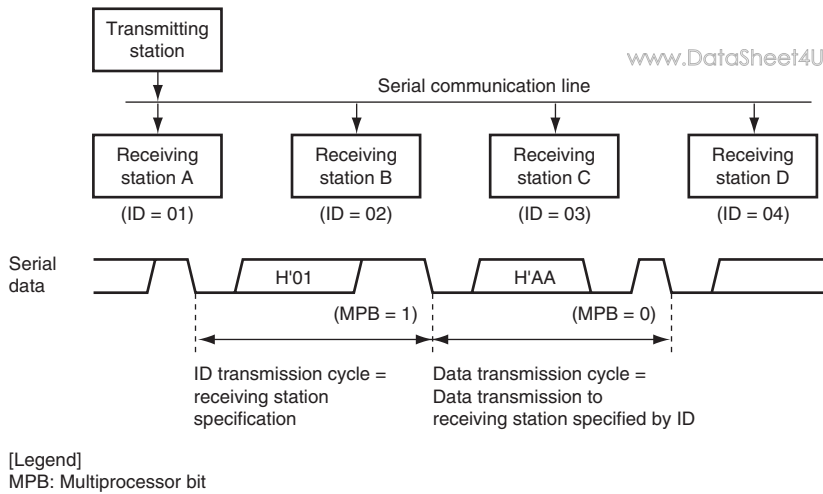 Transmitting
station
www.DataSheet4U
Serial communication line
Receiving
station A
Receiving
station B
Receiving
station C
Receiving
station D
(ID = 01)
(ID = 02)
(ID = 03)
(ID = 04)
Serial
data
H'01
H'AA
(MPB = 1)
(MPB = 0)
ID transmission cycle =
receiving station
specification
Data transmission cycle =
Data transmission to
receiving station specified by ID
[Legend]
MPB: Multiprocessor bit